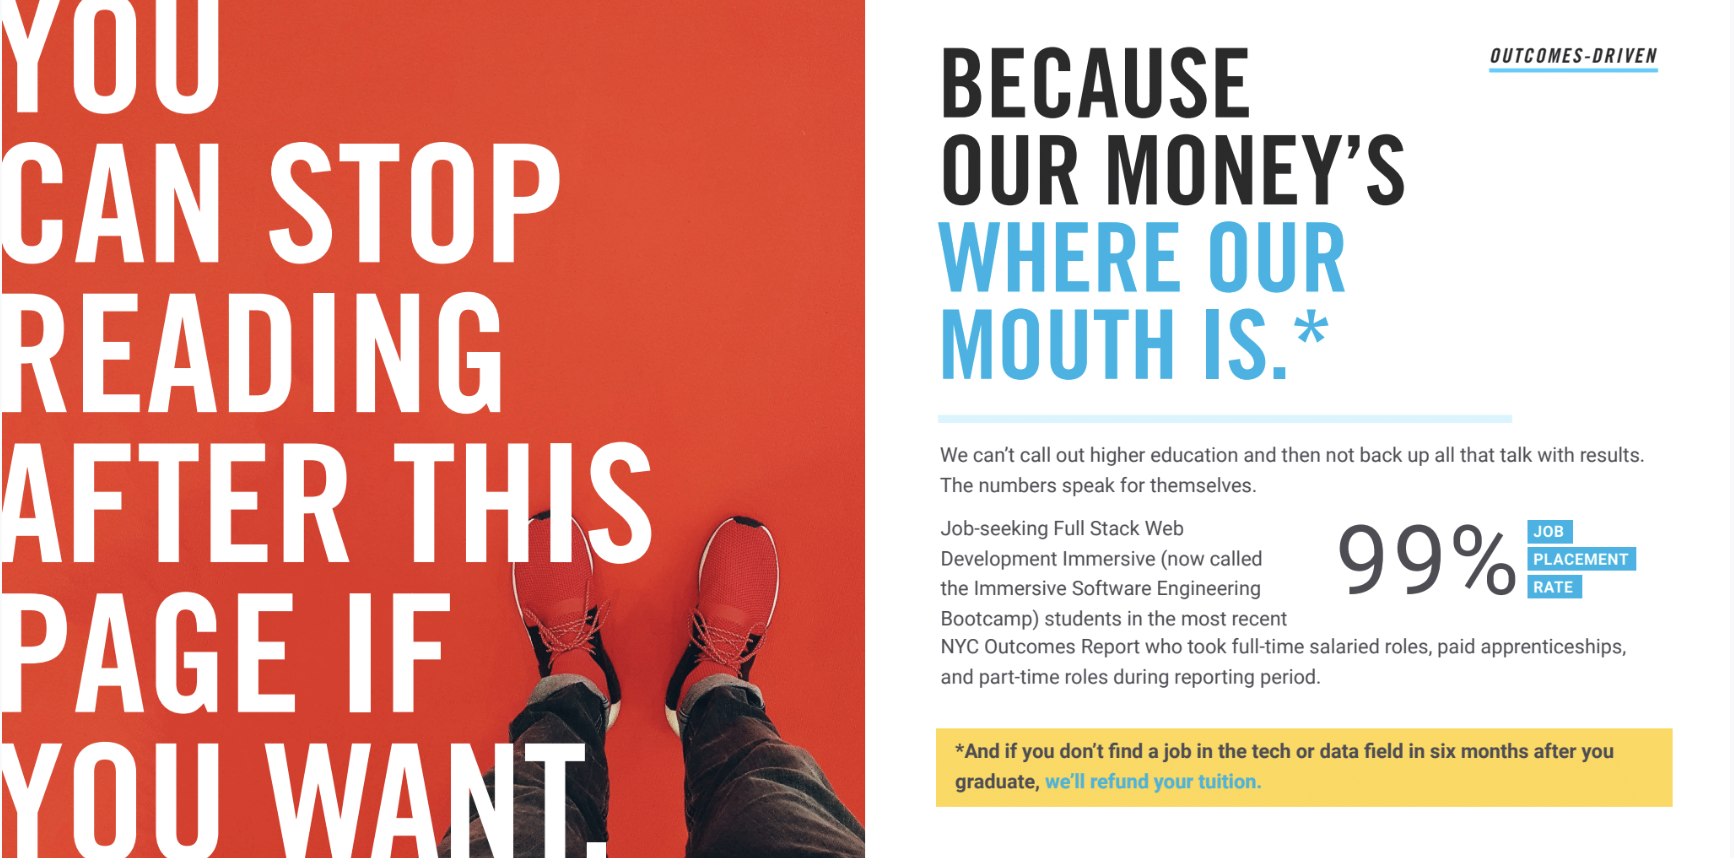 YOU
CAN STOP
READING
AFTER THIS
PAGE IF
YOU WANT.
OUTCOMES-DRIVEN
BECAUSE
OUR MONEY’S
WHERE OUR
MOUTH IS.*
We can’t call out higher education and then not back up all that talk with results.
The numbers speak for themselves.
Job-seeking Full Stack Web
Development Immersive (now called
the Immersive Software Engineering
Bootcamp) students in the most recent
NYC Outcomes Report who took full-time salaried roles, paid apprenticeships,
and part-time roles during reporting period.
99%
JOB
PLACEMENT
RATE
*And if you don’t find a job in the tech or data field in six months after you
graduate, we’ll refund your tuition.